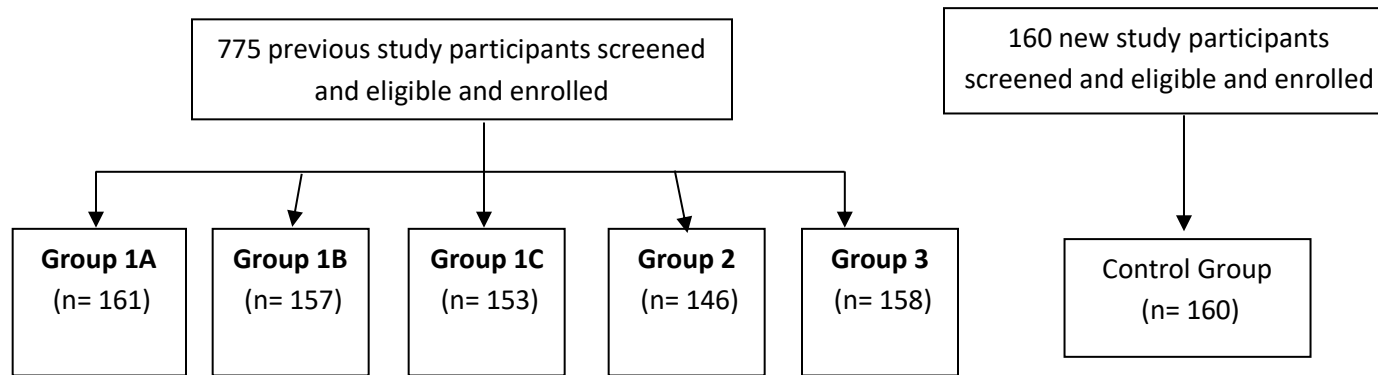 775 previous study participants screened
and eligible and enrolled
160 new study participants
screened and eligible and enrolled
Group 1A
(n= 161)
Group 1B
(n= 157)
Group 1C
(n= 153)
Group 2
(n= 146)
Group 3
(n= 158)
Control Group
(n= 160)